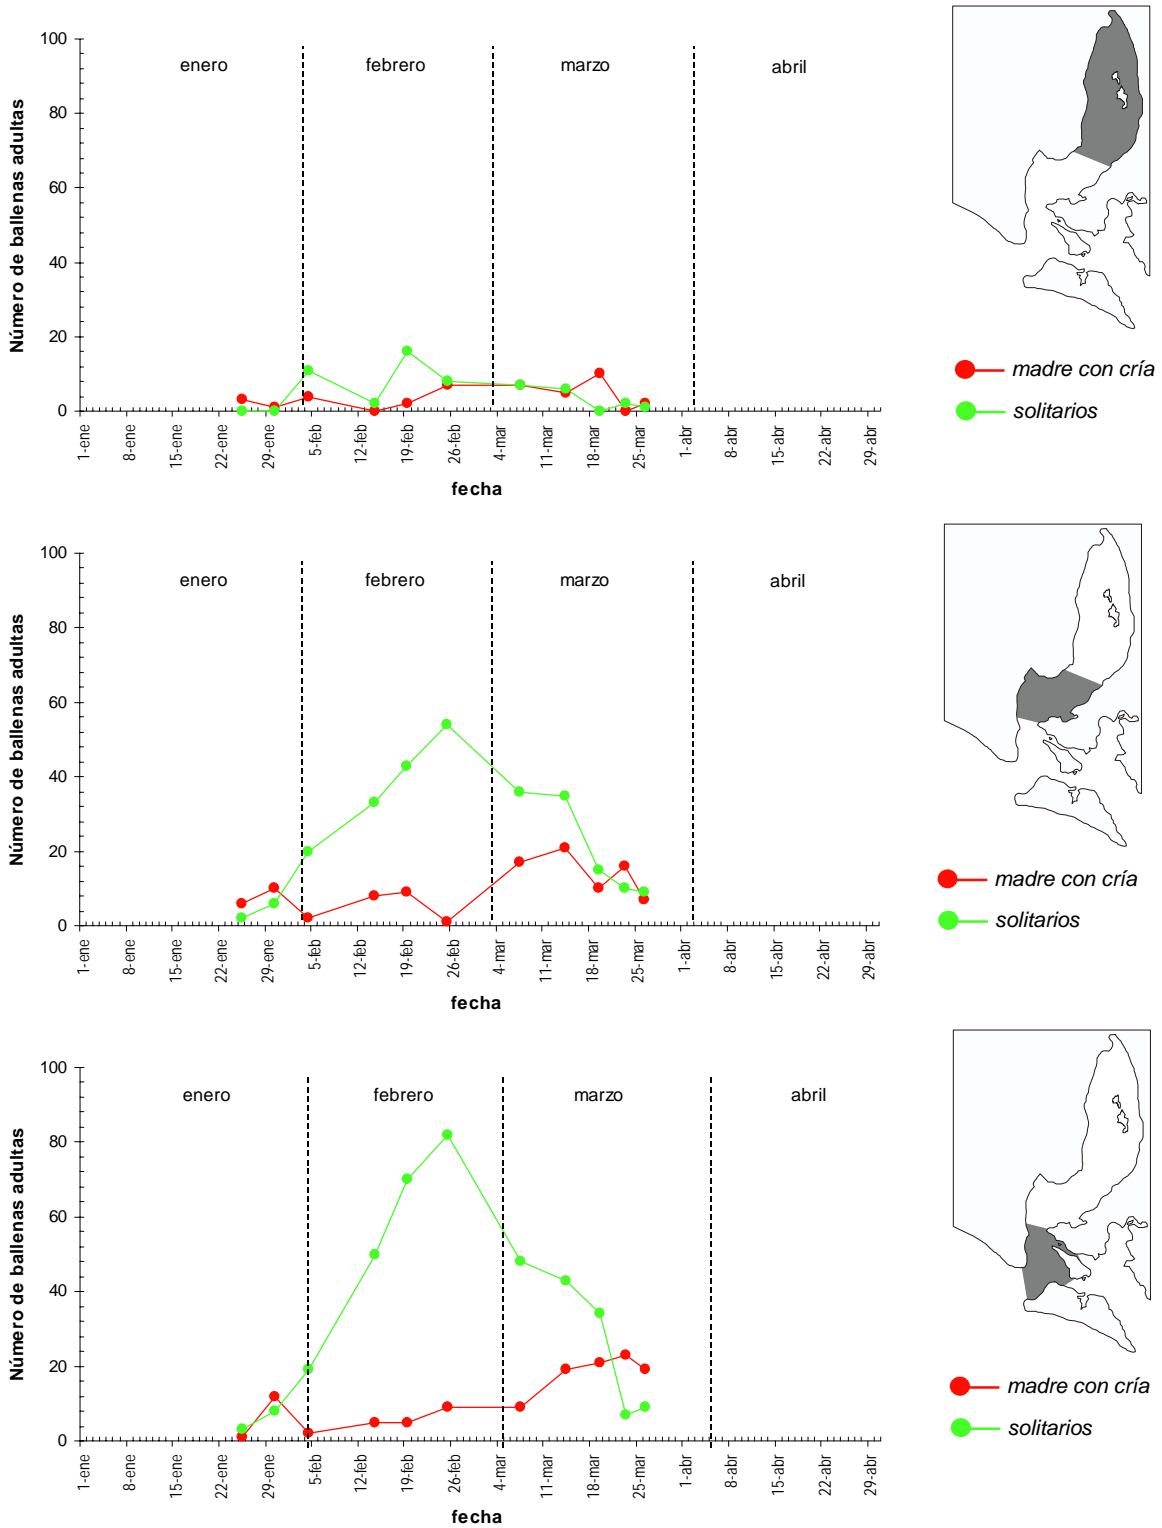 Número de ballenas adultas
100
80
60
40
20
0
enero
febrero
marzo
abril
1-ene
8-ene
15-ene
22-ene
29-ene
5-feb
12-feb
19-feb
26-feb
4-mar
11-mar
18-mar
25-mar
1-abr
8-abr
15-abr
22-abr
29-abr
fecha
madre con cría
solitarios
Número de ballenas adultas
100
80
60
40
20
0
enero
febrero
marzo
abril
1-ene
8-ene
15-ene
22-ene
29-ene
5-feb
12-feb
19-feb
26-feb
4-mar
11-mar
18-mar
25-mar
1-abr
8-abr
15-abr
22-abr
29-abr
fecha
madre con cría
solitarios
Número de ballenas adultas
100
80
60
40
20
0
enero
febrero
marzo
abril
1-ene
8-ene
15-ene
22-ene
29-ene
5-feb
12-feb
19-feb
26-feb
4-mar
11-mar
18-mar
25-mar
1-abr
8-abr
15-abr
22-abr
29-abr
fecha
madre con cría
solitarios